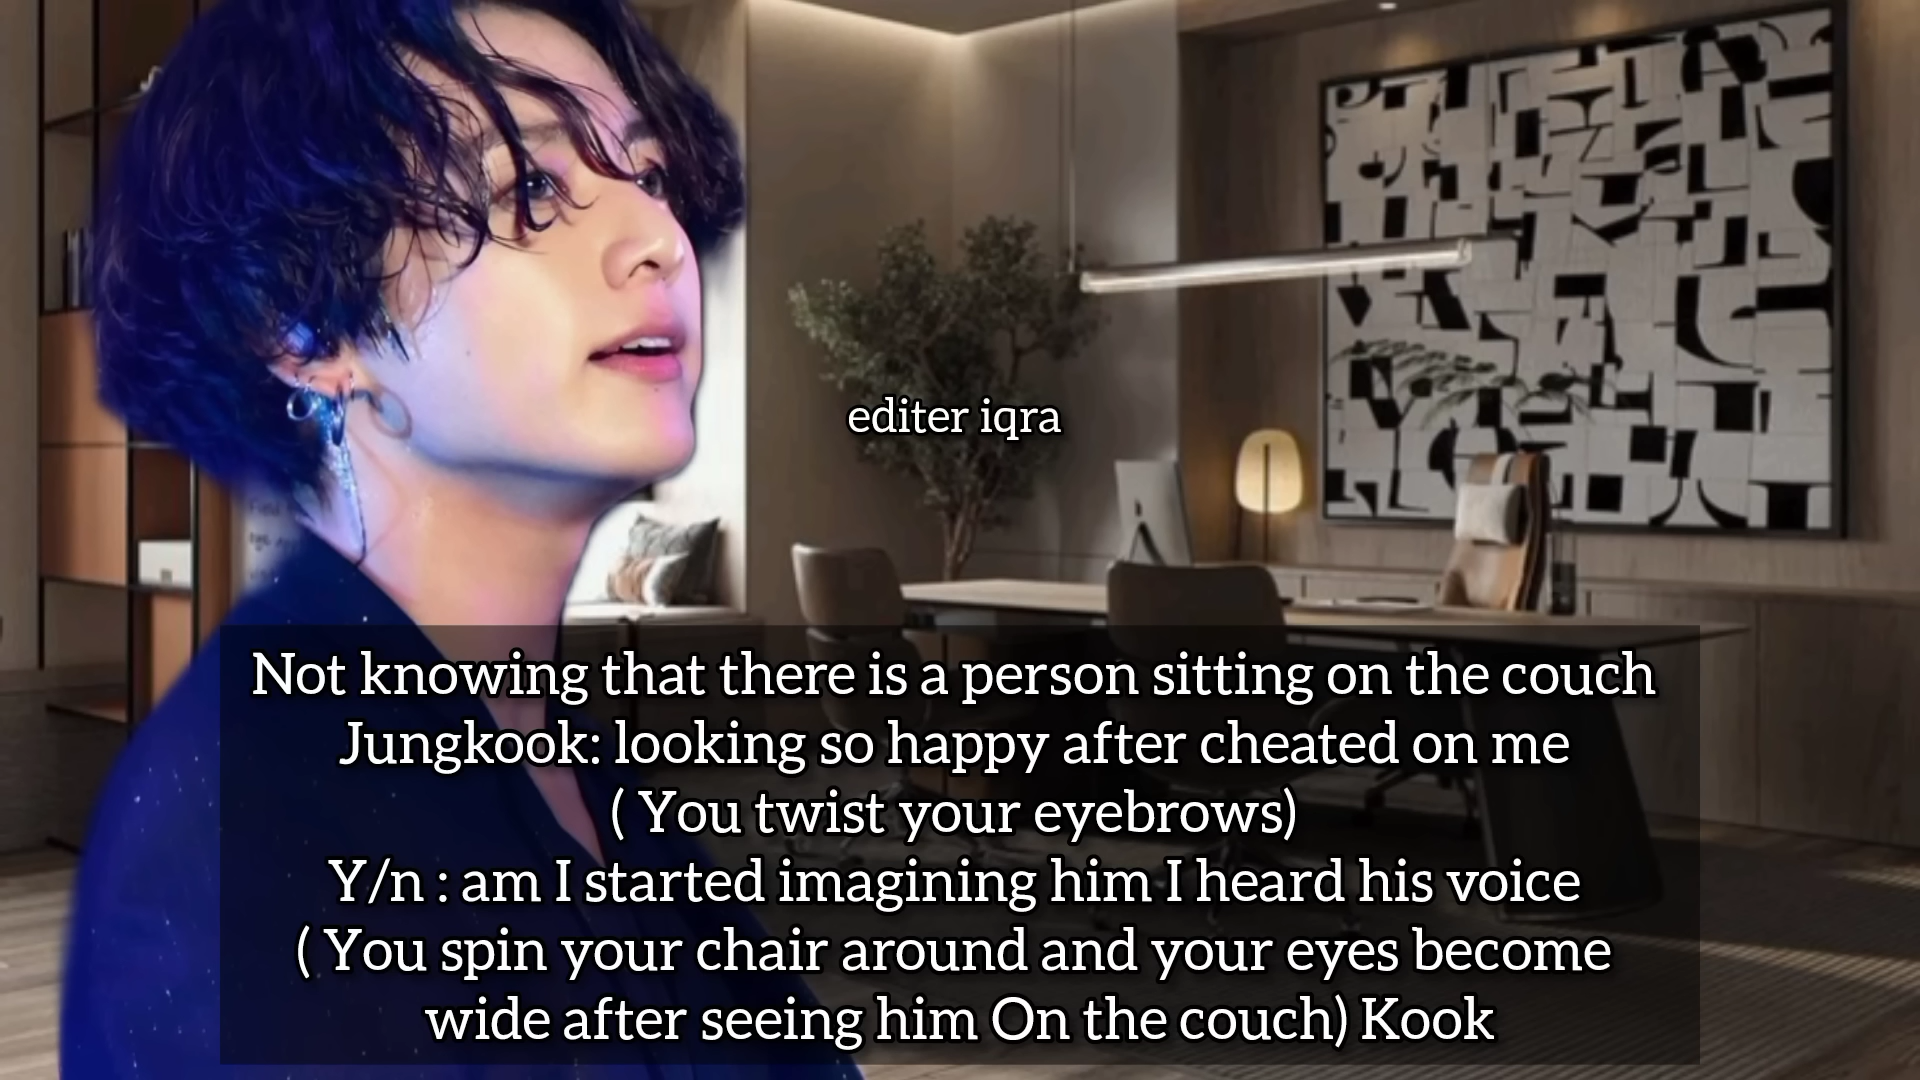 editer iqra
Not knowing that there is a person sitting on the couch
Jungkook: looking so happy after cheated on me
( You twist your eyebrows)
Y/n : am I started imagining him I heard his voice
( You spin your chair around and your eyes become
wide after seeing him On the couch) Kook